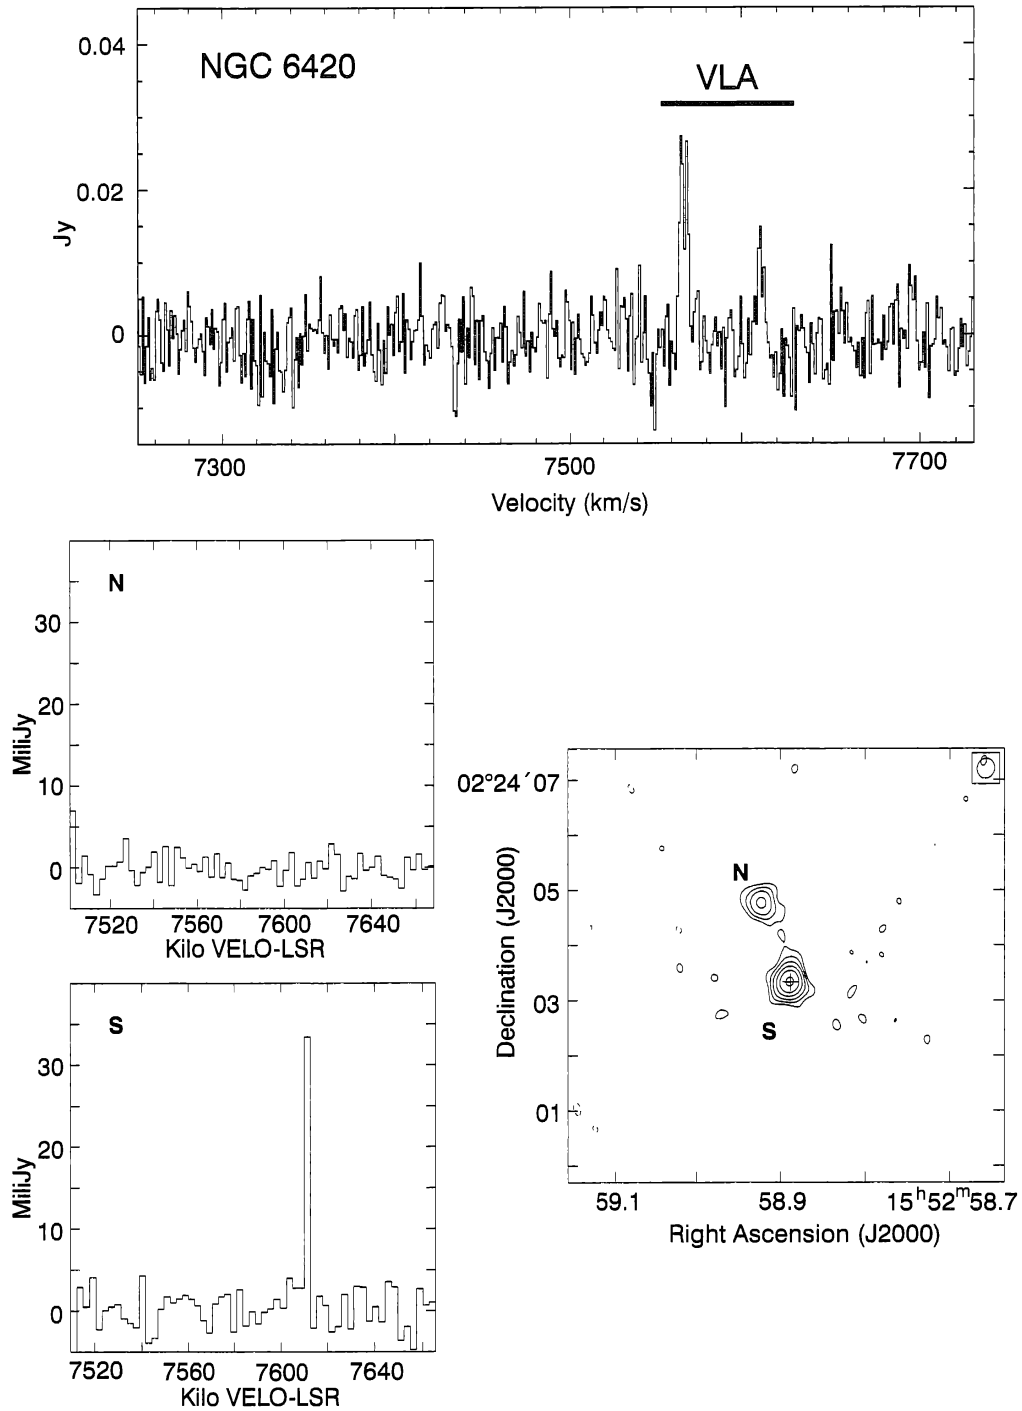 NGC 6420
VLA
0.04
0.02
0
Jy
7300
7500
7700
Velocity (km/s)
N
30
20
10
0
MiliJy
7520
7560
7600
7640
Kilo VELO-LSR
S
30
20
10
0
MiliJy
7520
7560
7600
7640
Kilo VELO-LSR
02°24´07
05
03
01
Declination (J2000)
N
S
59.1
58.9
15h52m58.7
Right Ascension (J2000)